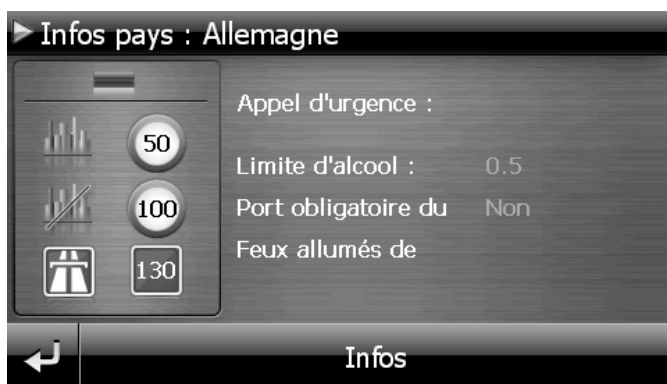 Infos pays : Allemagne
50
100
130
Appel d'urgence :
Limite d'alcool : 0.5
Port obligatoire du Non
Feux allumés de
Infos